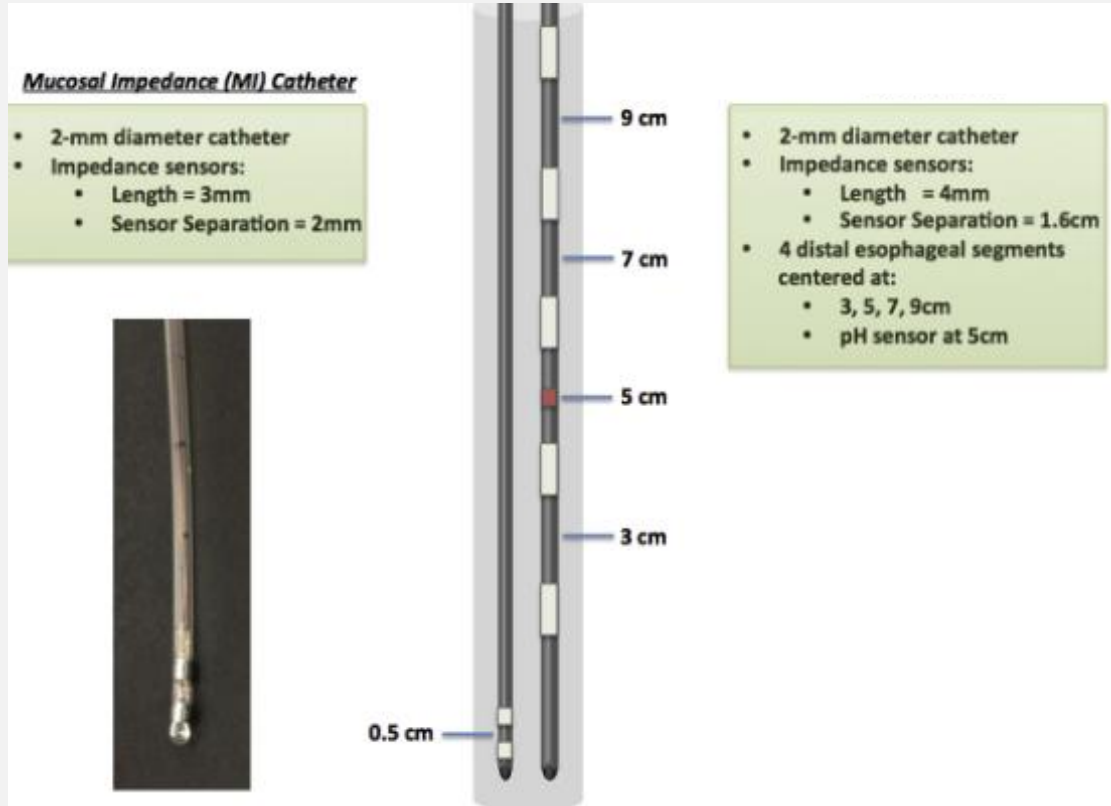 Mucosal Impedance (MI) Catheter
• 2-mm diameter catheter
• Impedance sensors:
• Length = 3mm
• Sensor Separation = 2mm
9 cm
7 cm
5 cm
3 cm
0.5 cm
• 2-mm diameter catheter
• Impedance sensors:
• Length = 4mm
• Sensor Separation = 1.6cm
• 4 distal esophageal segments
centered at:
• 3, 5, 7, 9cm
• pH sensor at 5cm